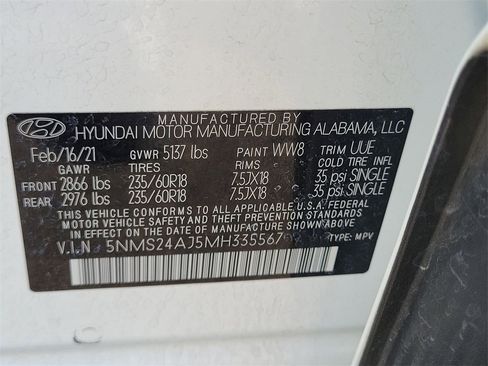 MANUFACTURED BY
HYUNDAI MOTOR MANUFACTURING ALABAMA, LLC
Feb/16/21 GVWR 5137 lbs PAINT WW8 TRIM UUE
GAWR TIRES RIMS COLD TIRE INFL
FRONT 2866 lbs 235/60R18 7.5JX18 35 psi SINGLE
REAR 2976 lbs 235/60R18 7.5JX18 35 psi SINGLE
THIS VEHICLE CONFORMS TO ALL APPLICABLE U.S.A. FEDERAL
MOTOR VEHICLE SAFETY AND THEFT PREVENTION STANDARDS
IN EFFECT ON THE DATE OF MANUFACTURE SHOWN ABOVE.
V.I.N 5NMS24AJ5MH335567 TYPE: MPV